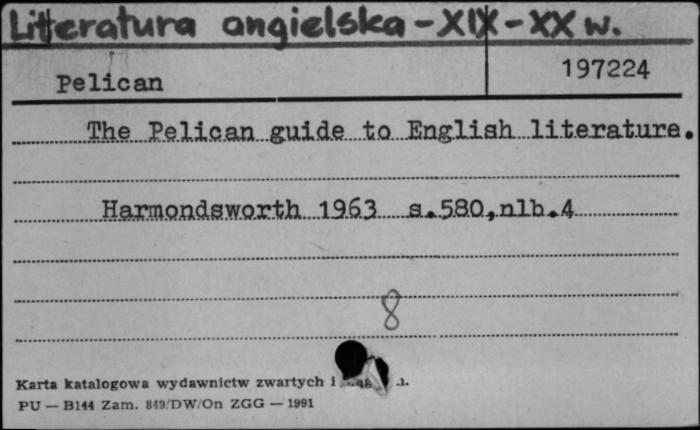 Literatura angielska - XIX - XX w.
Pelican
197224
The Pelican guide to English literature.
Harmondsworth 1963 s.580,nlb.4
8
Karta katalogowa wydawnictw zwartych i
PU — B144 Zam. 849/DW/On ZGG — 1991